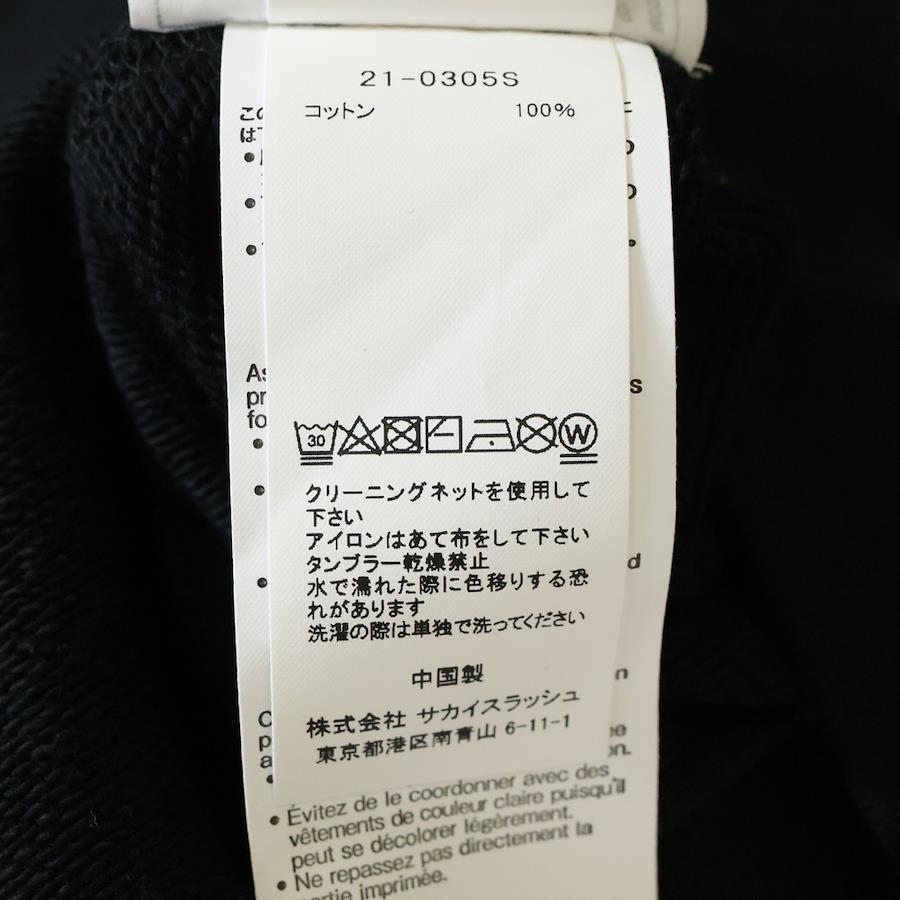 21-0305S
コットン 100%
30
W
クリーニングネットを使用して
下さい
アイロンはあて布をして下さい
タンブラー乾燥禁止
水で濡れた際に色移りする恐
れがあります
洗濯の際は単独で洗ってください
中国製
株式会社 サカイスラッシュ
東京都港区南青山 6-11-1
• Évitez de le coordonner avec des
vêtements de couleur claire puisqu'il
peut se décolorer légèrement.
• Ne repassez pas directement la
partie imprimée.